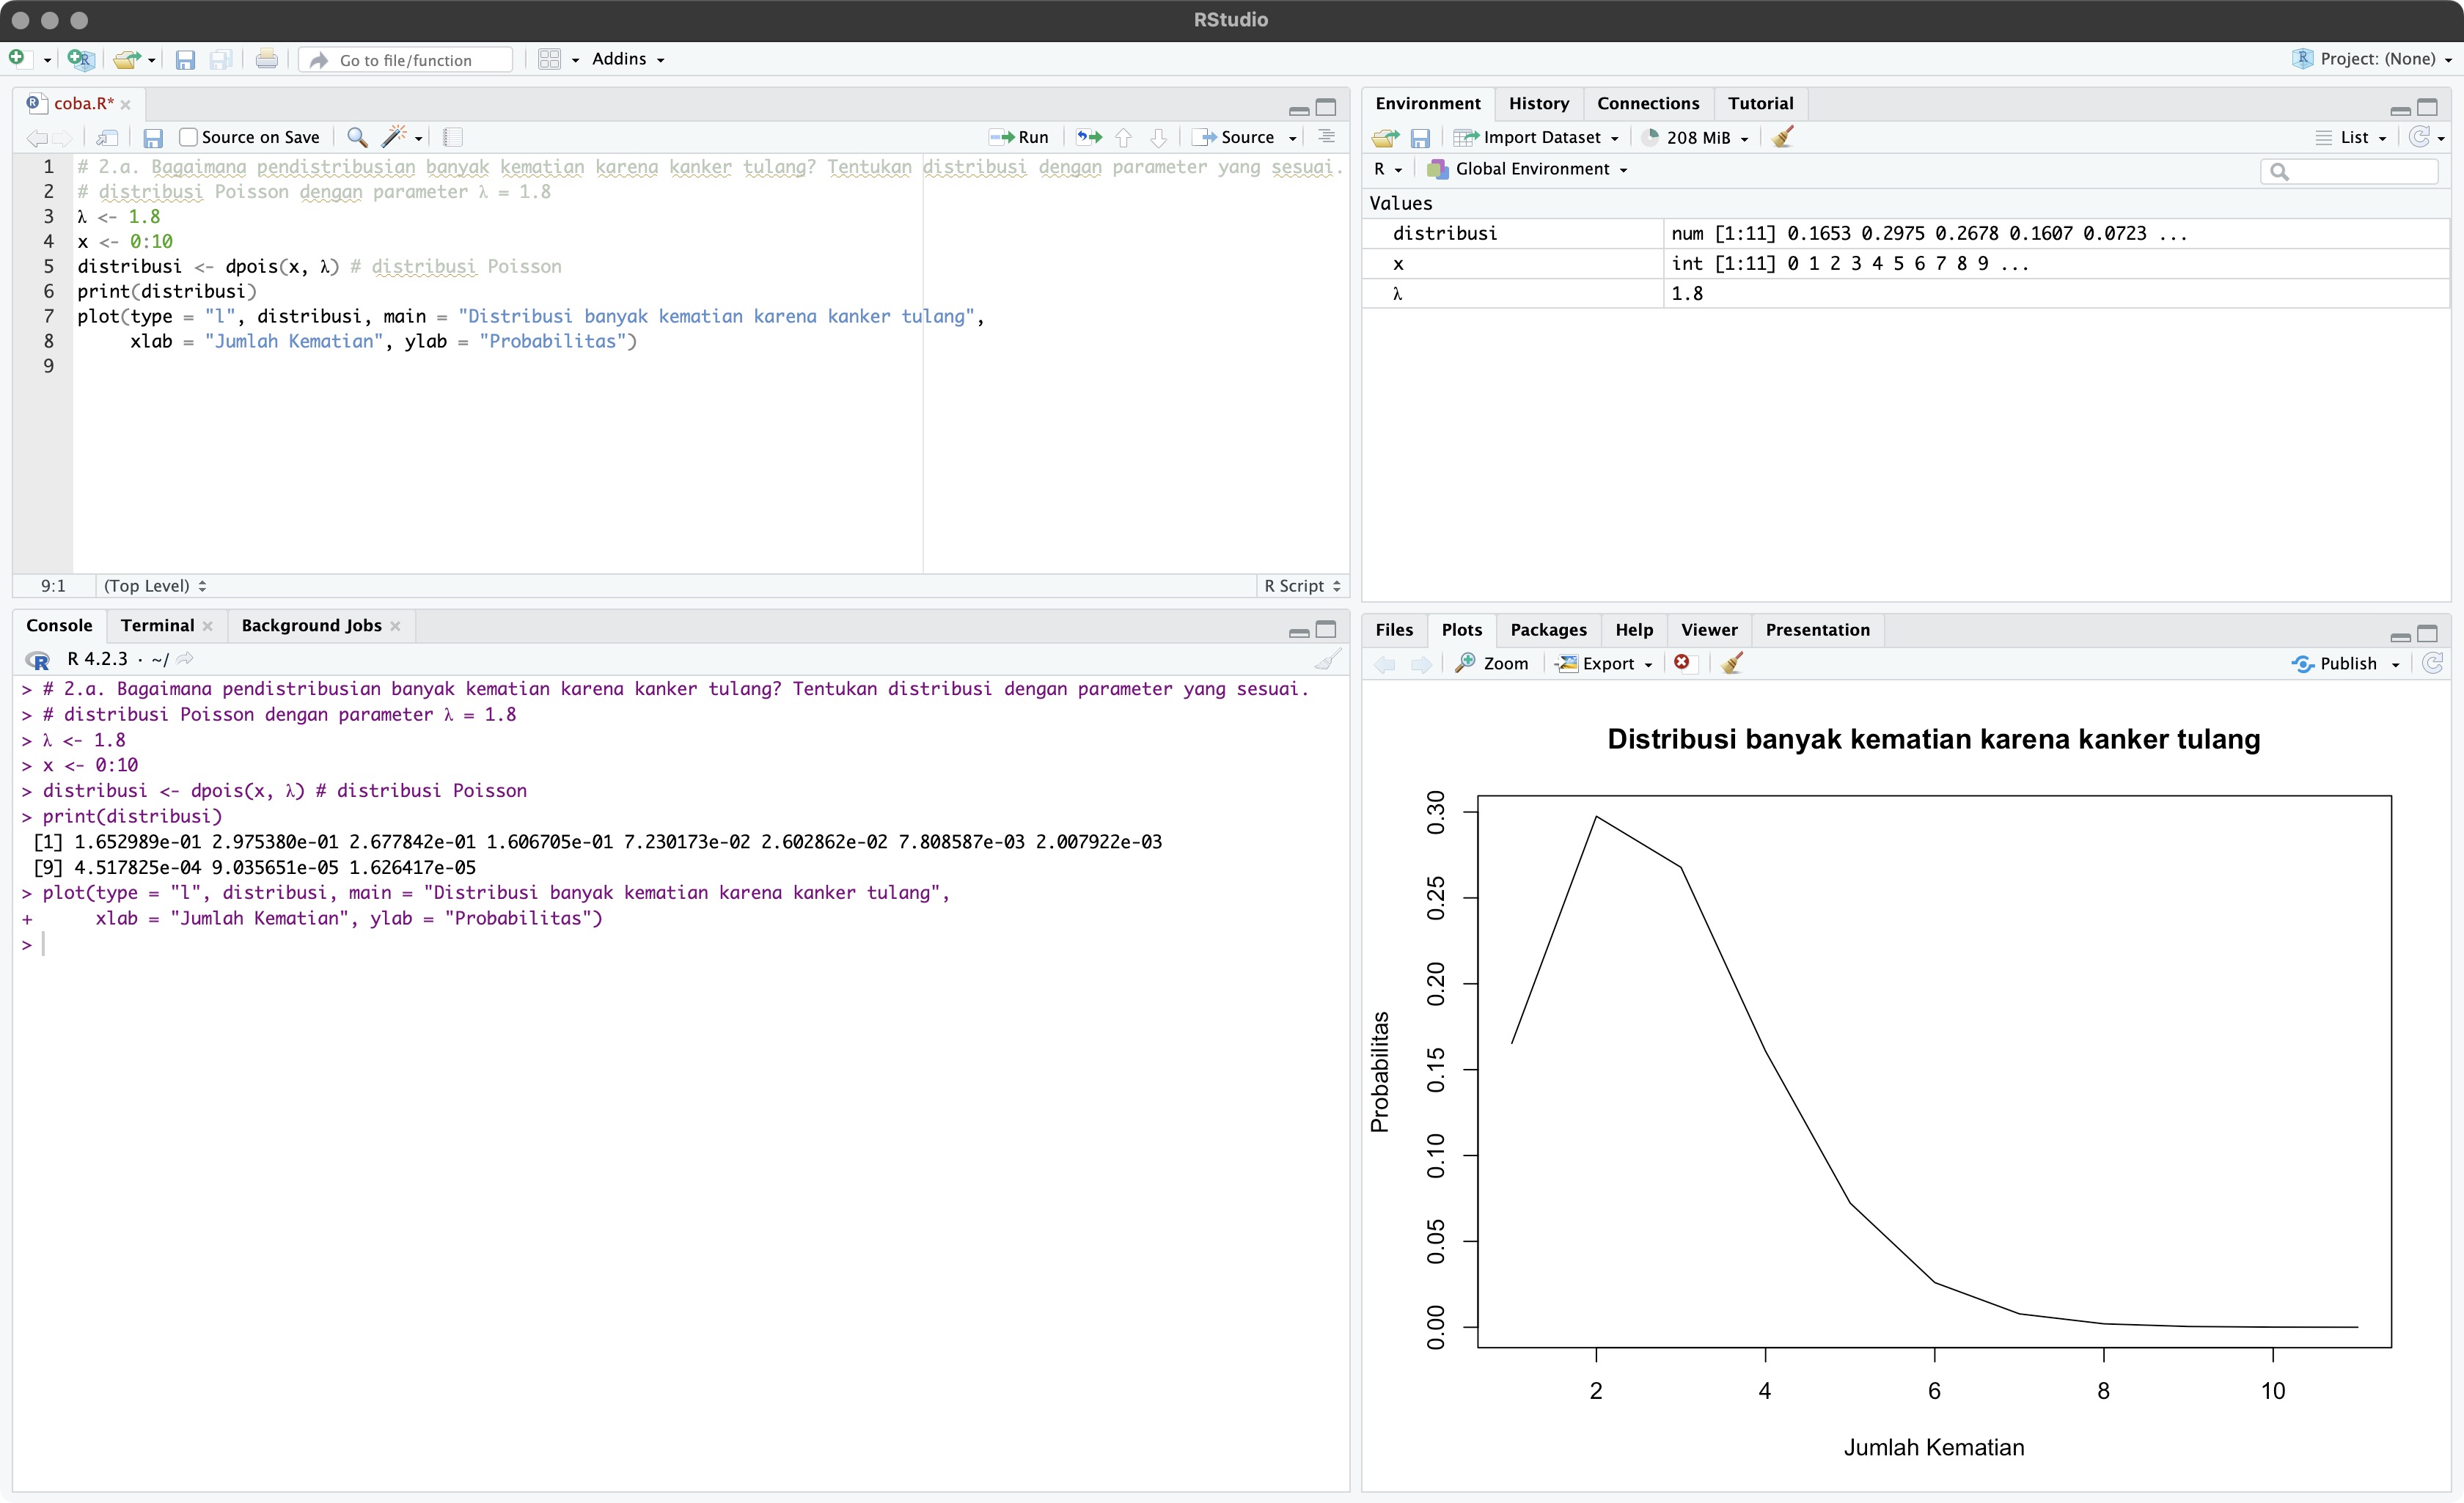 RStudio
Go to file/function
Addins
Project: (None)
coba.R*
Source on Save
Run
Source
1 # 2.a. Bagaimana pendistribusian banyak kematian karena kanker tulang? Tentukan distribusi dengan parameter yang sesuai.
2 # distribusi Poisson dengan parameter λ = 1.8
3 λ <- 1.8
4 x <- 0:10
5 distribusi <- dpois(x, λ) # distribusi Poisson
6 print(distribusi)
7 plot(type = "l", distribusi, main = "Distribusi banyak kematian karena kanker tulang",
8      xlab = "Jumlah Kematian", ylab = "Probabilitas")
9
9:1 (Top Level) R Script
Console Terminal Background Jobs
R 4.2.3 · ~/
> # 2.a. Bagaimana pendistribusian banyak kematian karena kanker tulang? Tentukan distribusi dengan parameter yang sesuai.
> # distribusi Poisson dengan parameter λ = 1.8
> λ <- 1.8
> x <- 0:10
> distribusi <- dpois(x, λ) # distribusi Poisson
> print(distribusi)
[1] 1.652989e-01 2.975380e-01 2.677842e-01 1.606705e-01 7.230173e-02 2.602862e-02 7.808587e-03 2.007922e-03
[9] 4.517825e-04 9.035651e-05 1.626417e-05
> plot(type = "l", distribusi, main = "Distribusi banyak kematian karena kanker tulang",
+      xlab = "Jumlah Kematian", ylab = "Probabilitas")
>
Environment History Connections Tutorial
Import Dataset 208 MiB List
R Global Environment
Values
distribusi num [1:11] 0.1653 0.2975 0.2678 0.1607 0.0723 ...
x int [1:11] 0 1 2 3 4 5 6 7 8 9 ...
λ 1.8
Files Plots Packages Help Viewer Presentation
Zoom Export Publish
Distribusi banyak kematian karena kanker tulang
0.30
0.25
0.20
0.15
0.10
0.05
0.00
Probabilitas
2 4 6 8 10
Jumlah Kematian